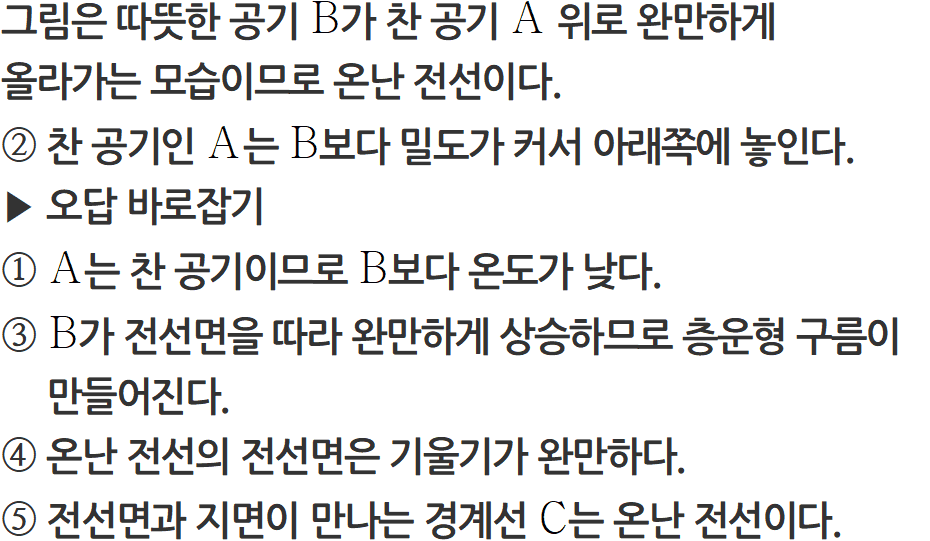 그림은 따뜻한 공기 B가 찬 공기 A 위로 완만하게
올라가는 모습이므로 온난 전선이다.
② 찬 공기인 A는 B보다 밀도가 커서 아래쪽에 놓인다.
▶ 오답 바로잡기
① A는 찬 공기이므로 B보다 온도가 낮다.
③ B가 전선면을 따라 완만하게 상승하므로 층운형 구름이
만들어진다.
④ 온난 전선의 전선면은 기울기가 완만하다.
⑤ 전선면과 지면이 만나는 경계선 C는 온난 전선이다.